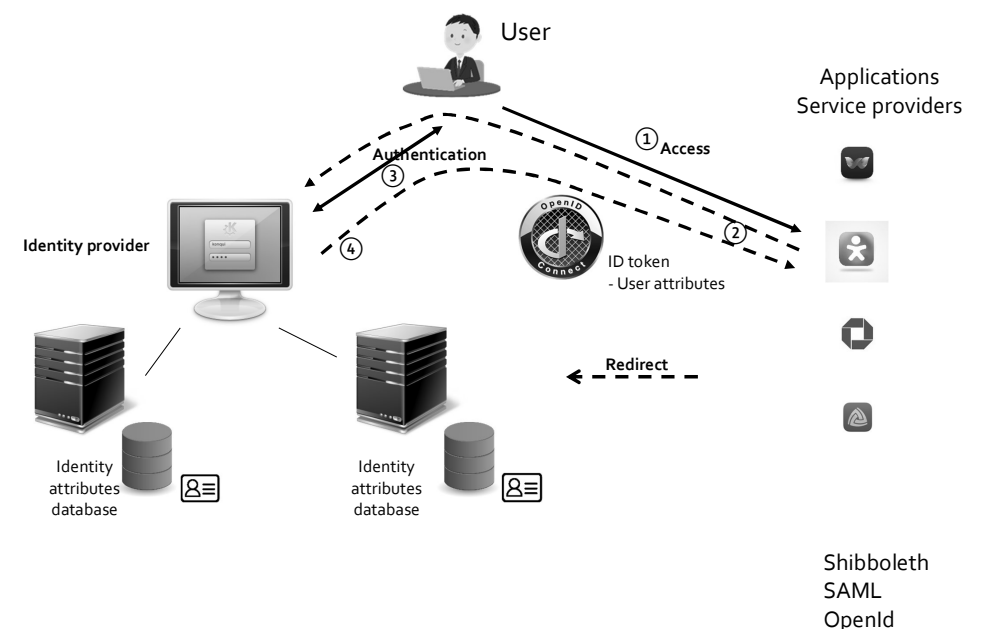 User
Applications
Service providers
1
Access
Authentication
3
OpenID
Connect
2
Identity provider
4
ID token
- User attributes
Redirect
Identity
attributes
database
Identity
attributes
database
Shibboleth
SAML
OpenId